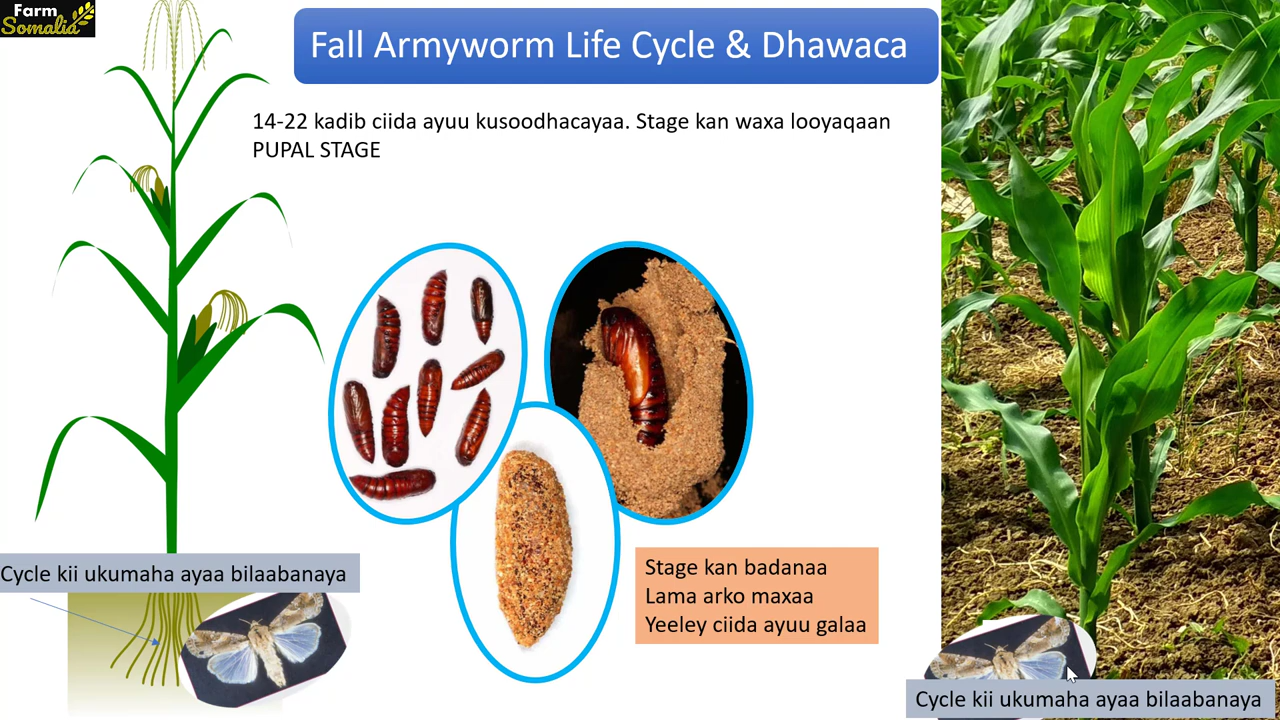 Farm
Somalia
Fall Armyworm Life Cycle & Dhawaca
14-22 kadib ciida ayuu kusoodhacayaa. Stage kan waxa looyaqaan
PUPAL STAGE
Stage kan badanaa
Lama arko maxaa
Yeeley ciida ayuu galaa
Cycle kii ukumaha ayaa bilaabanaya
Cycle kii ukumaha ayaa bilaabanaya